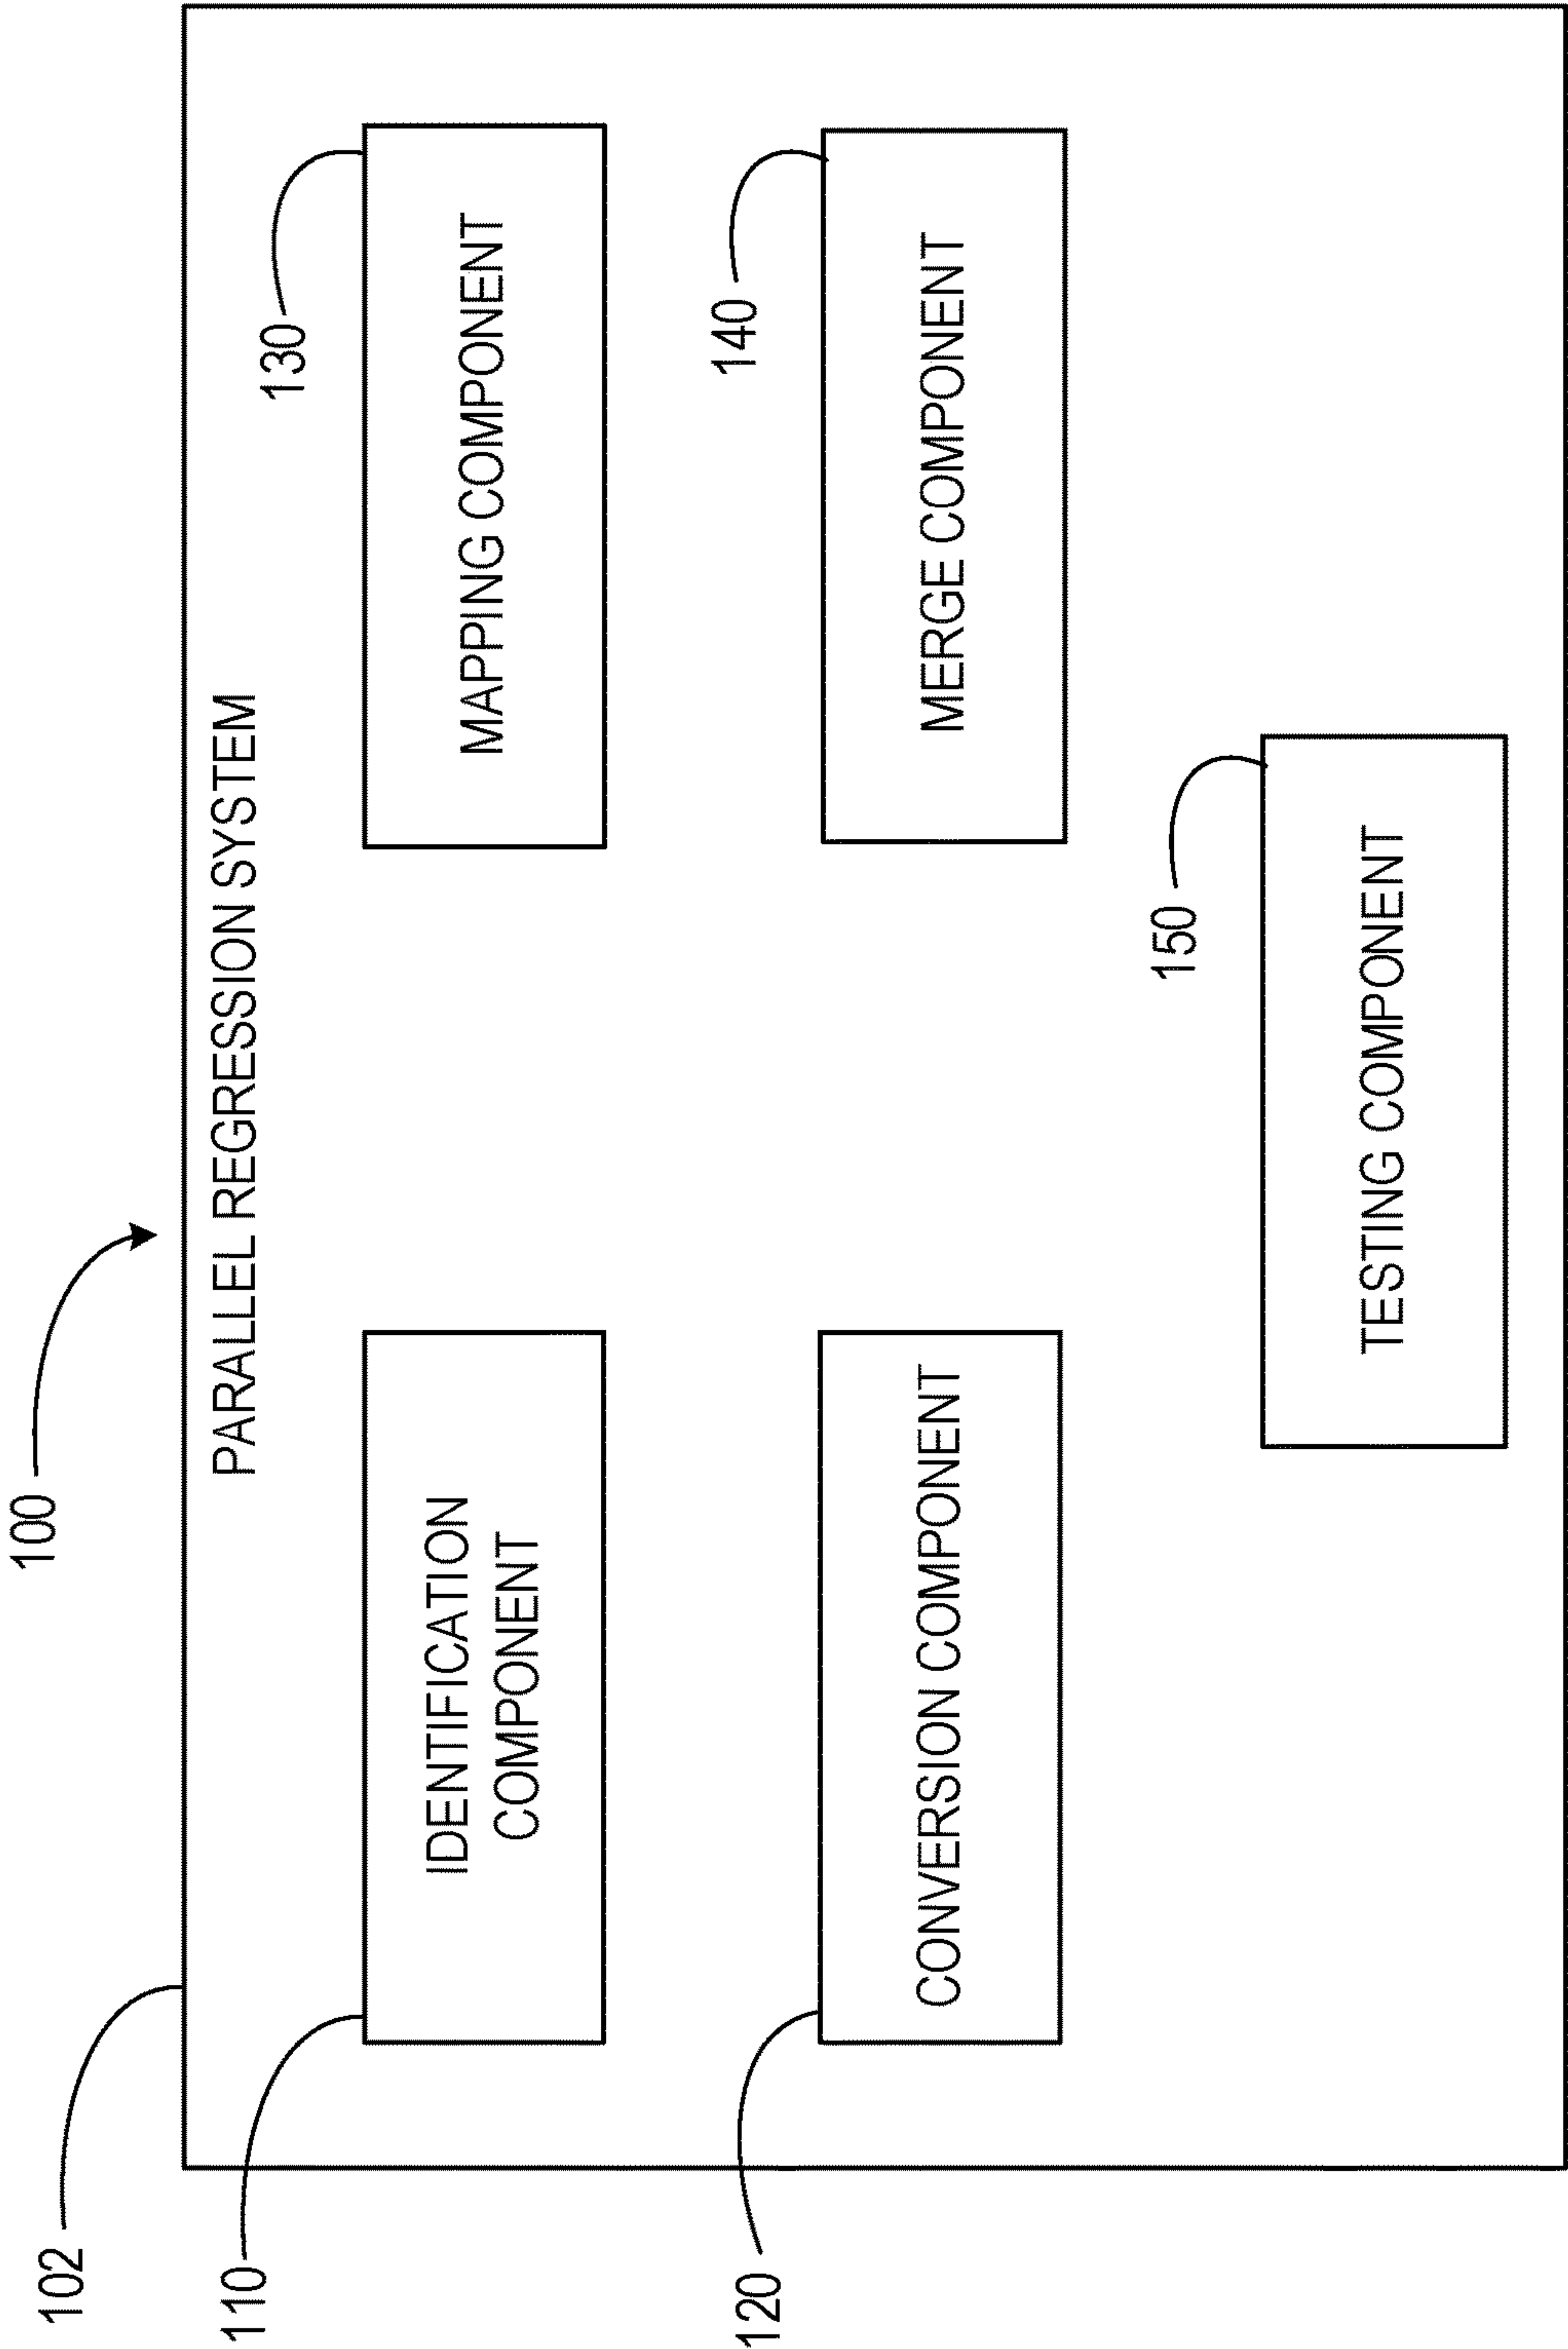 100
102
PARALLEL REGRESSION SYSTEM
110
IDENTIFICATION
COMPONENT
130
MAPPING COMPONENT
120
CONVERSION COMPONENT
140
MERGE COMPONENT
150
TESTING COMPONENT